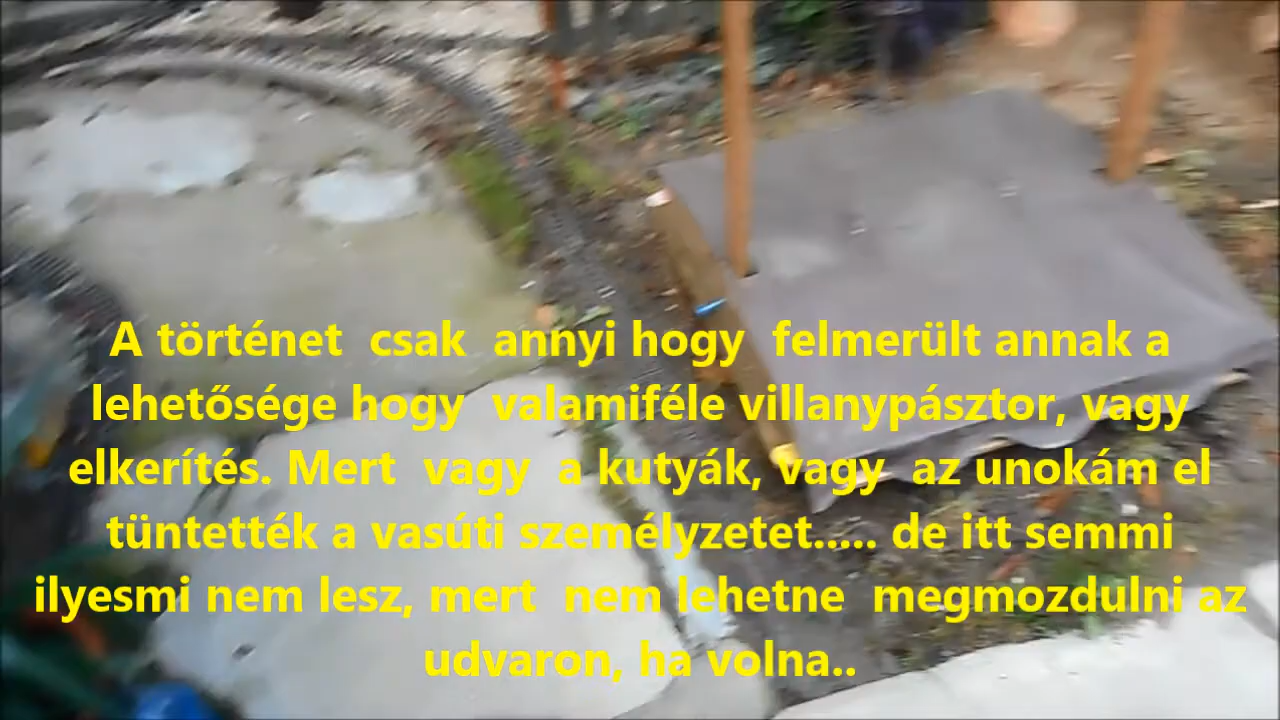 A történet csak annyi hogy felmerült annak a
lehetősége hogy valamiféle villanypásztor, vagy
elkerítés. Mert vagy a kutyák, vagy az unokám el
tüntették a vasúti személyzetet..... de itt semmi
ilyesmi nem lesz, mert nem lehetne megmozdulni az
udvaron, ha volna..